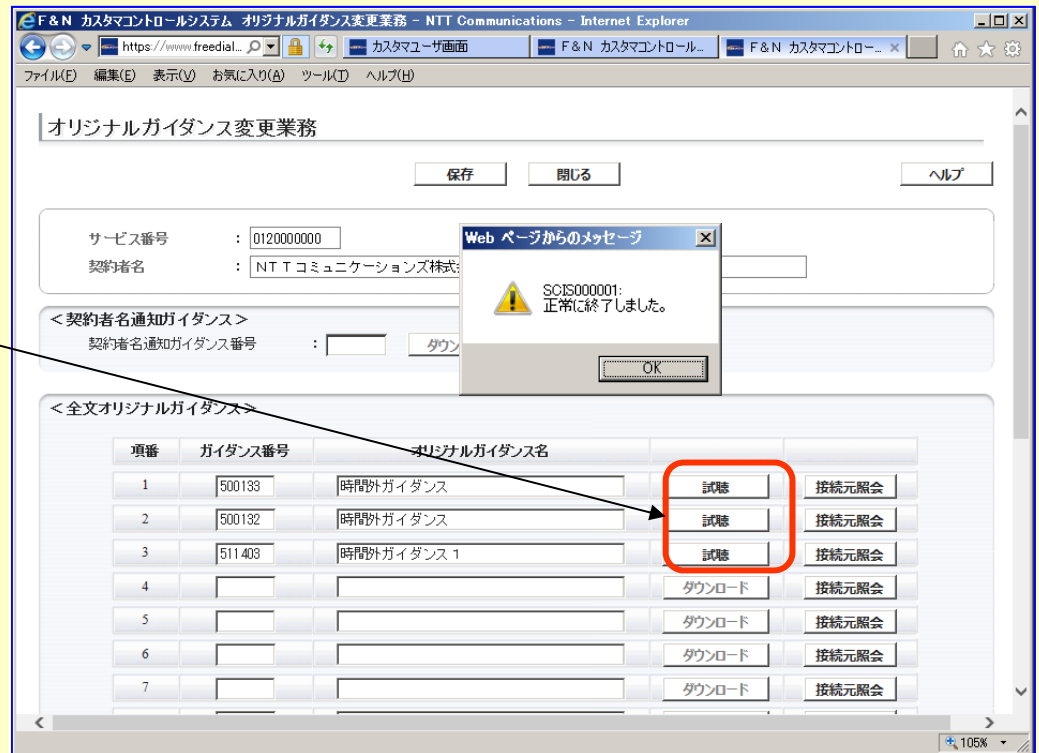 F&N カスタマコントロールシステム オリジナルガイダンス変更業務 - NTT Communications - Internet Explorer
https://www.freedial... カスタマユーザ画面 F&N カスタマコントロール... F&N カスタマコントロー...
ファイル(F) 編集(E) 表示(V) お気に入り(A) ツール(T) ヘルプ(H)
オリジナルガイダンス変更業務
保存 閉じる ヘルプ
サービス番号 : 0120000000
契約者名 : NTTコミュニケーションズ株式
Web ページからのメッセージ
SCIS000001:
正常に終了しました。
OK
<契約者名通知ガイダンス>
契約者名通知ガイダンス番号 : ダウン
<全文オリジナルガイダンス>
項番 ガイダンス番号 オリジナルガイダンス名
1 500133 時間外ガイダンス 試聴 接続元照会
2 500132 時間外ガイダンス 試聴 接続元照会
3 511403 時間外ガイダンス1 試聴 接続元照会
4 ダウンロード 接続元照会
5 ダウンロード 接続元照会
6 ダウンロード 接続元照会
7 ダウンロード 接続元照会
105%